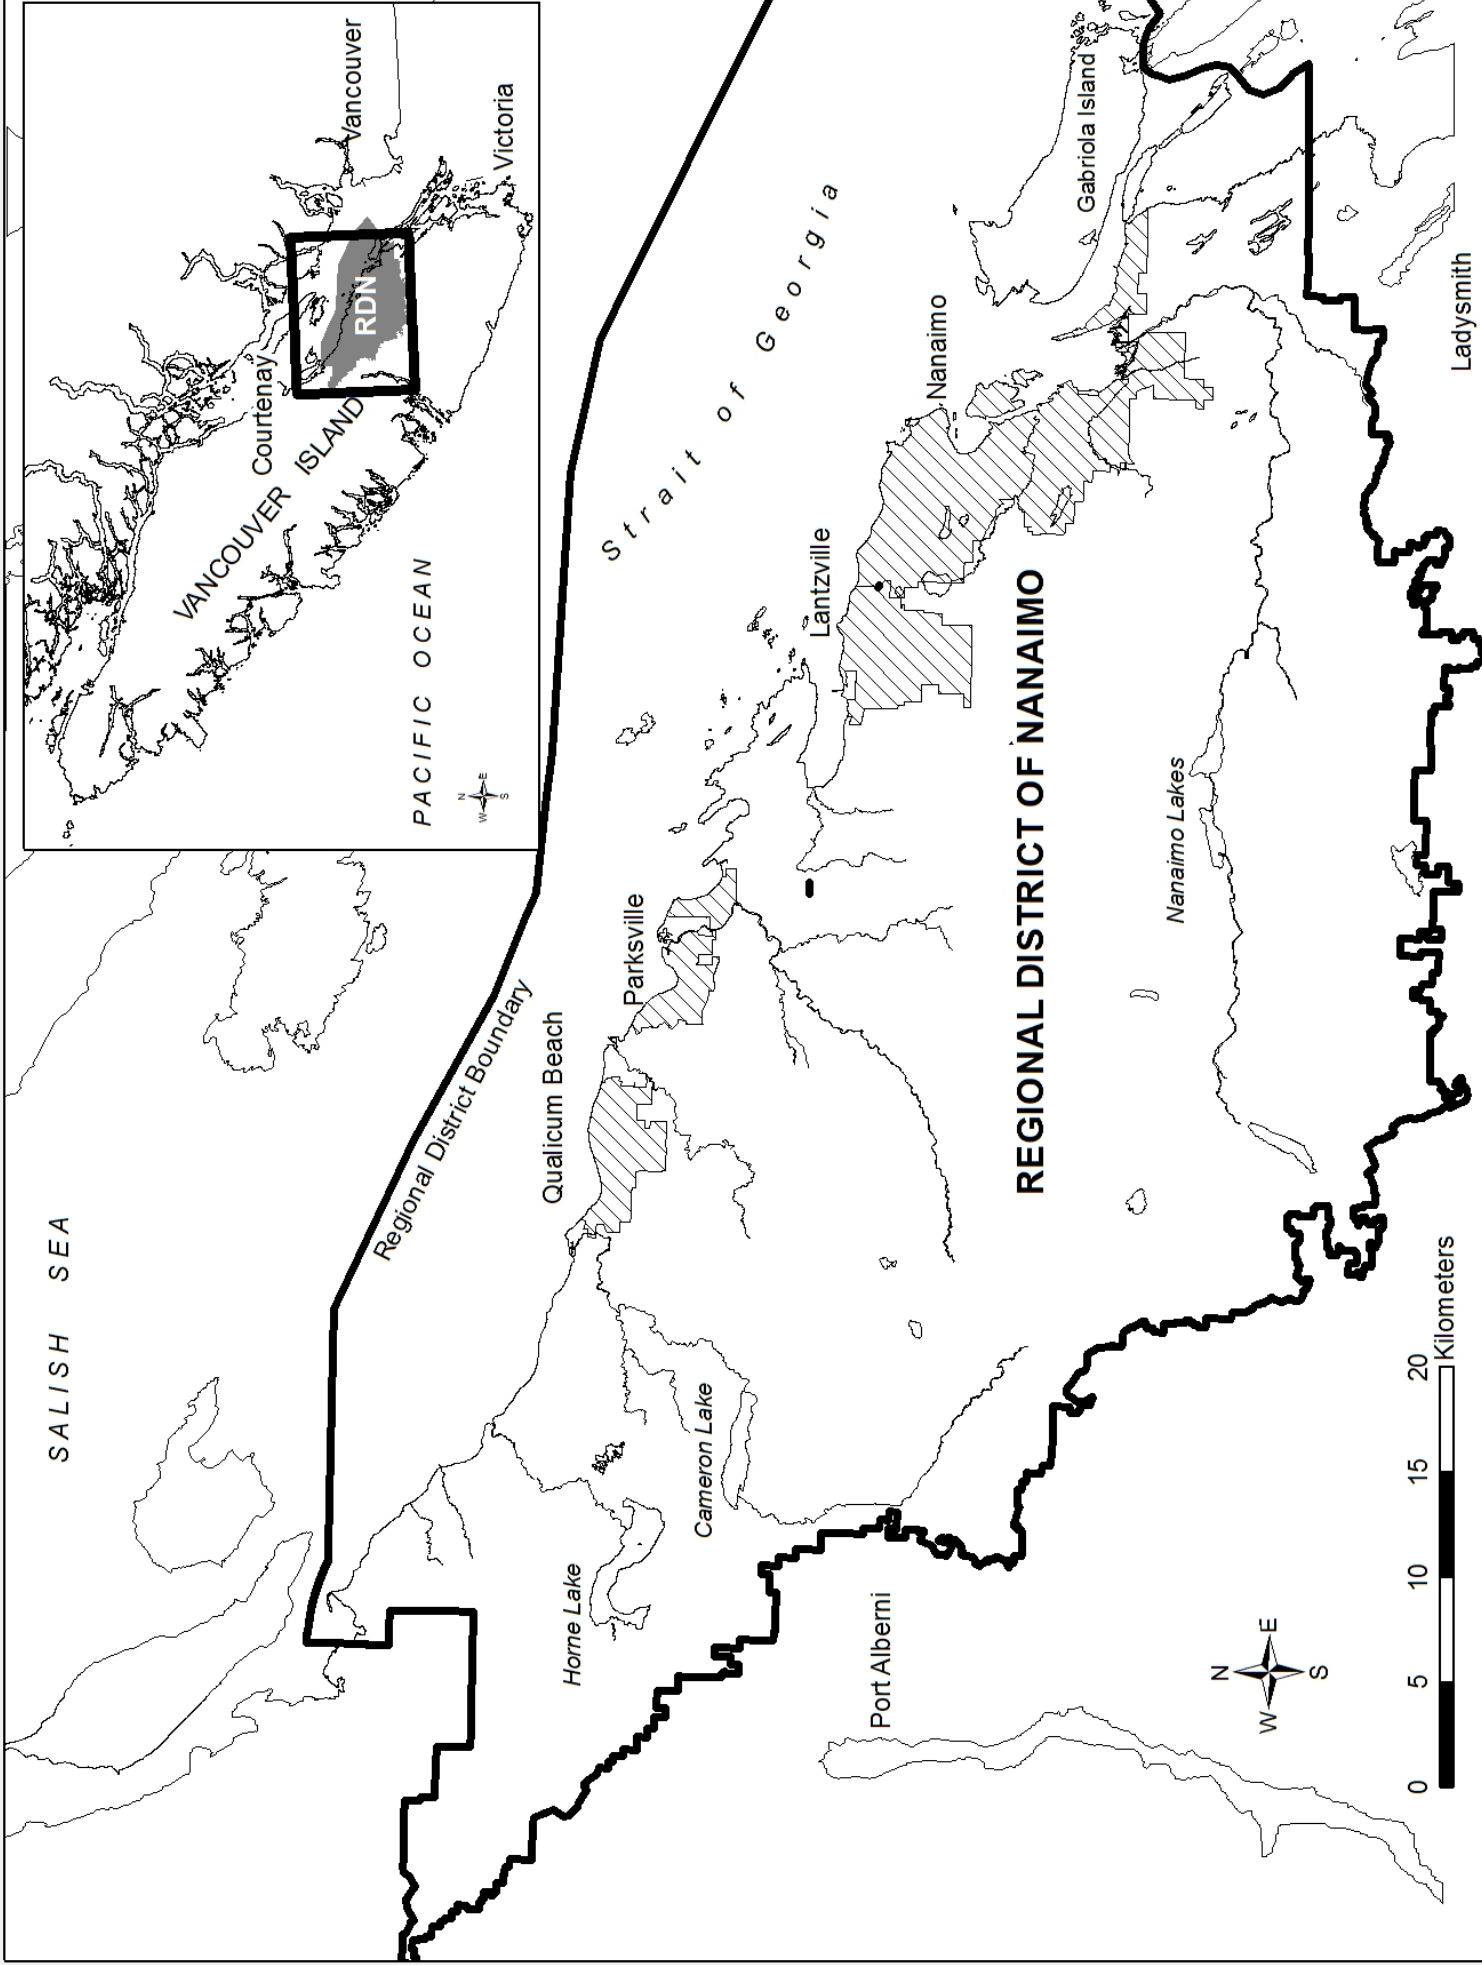 SALISH SEA
Vancouver
Victoria
Courtenay
RDN
VANCOUVER ISLAND
PACIFIC OCEAN
N
W
E
S
Regional District Boundary
Strait of Georgia
Qualicum Beach
Parksville
Lantzville
Nanaimo
Gabriola Island
Horne Lake
Cameron Lake
Port Alberni
REGIONAL DISTRICT OF NANAIMO
Nanaimo Lakes
Ladysmith
N
W
E
S
0 5 10 15 20
Kilometers